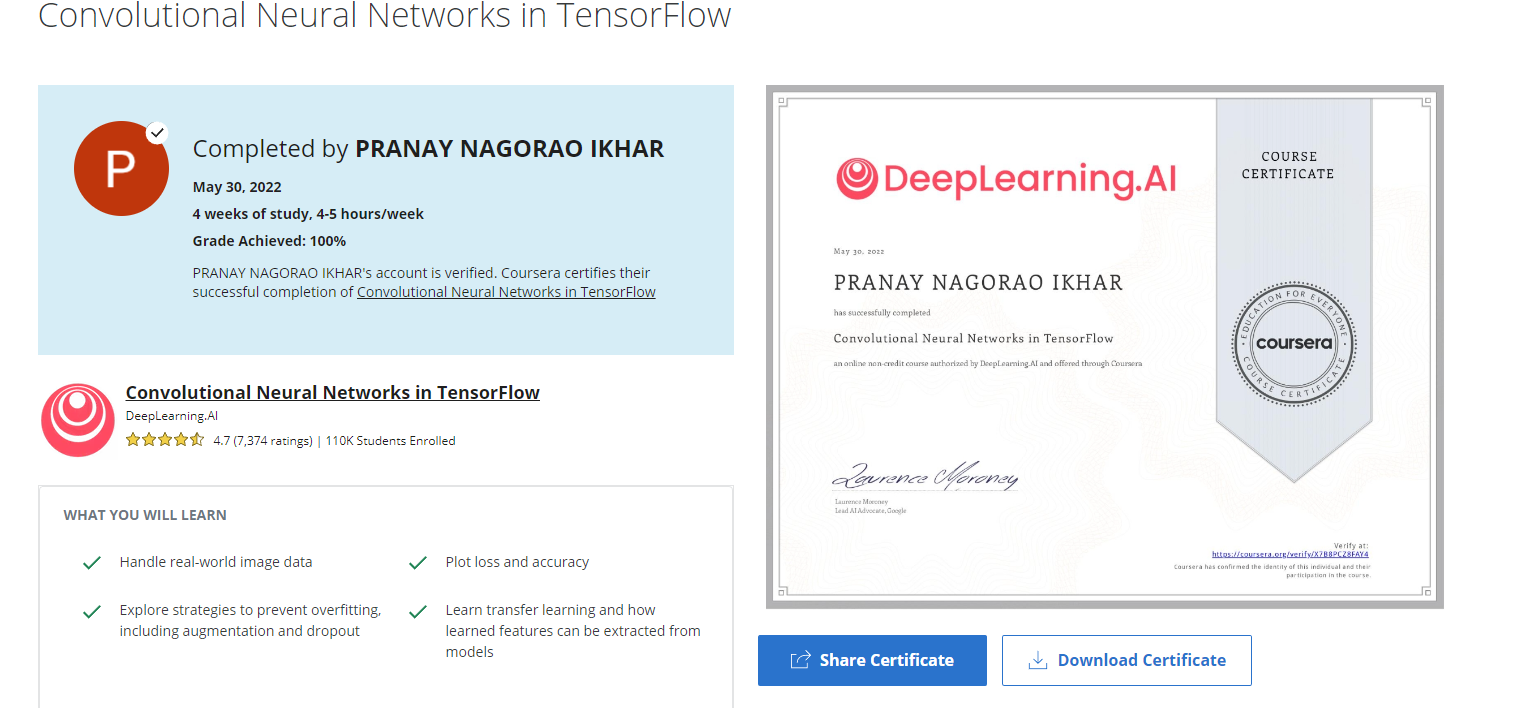 Convolutional Neural Networks in TensorFlow
P
Completed by PRANAY NAGORAO IKHAR
May 30, 2022
4 weeks of study, 4-5 hours/week
Grade Achieved: 100%
PRANAY NAGORAO IKHAR's account is verified. Coursera certifies their
successful completion of Convolutional Neural Networks in TensorFlow
Convolutional Neural Networks in TensorFlow
DeepLearning.AI
4.7 (7,374 ratings) | 110K Students Enrolled
WHAT YOU WILL LEARN
Handle real-world image data
Plot loss and accuracy
Explore strategies to prevent overfitting,
including augmentation and dropout
Learn transfer learning and how
learned features can be extracted from
models
DeepLearning.AI
COURSE
CERTIFICATE
May 30, 2022
PRANAY NAGORAO IKHAR
has successfully completed
Convolutional Neural Networks in TensorFlow
an online non-credit course authorized by DeepLearning.AI and offered through Coursera
EDUCATION FOR EVERYONE
coursera
COURSE CERTIFICATE
Laurence Moroney
Laurence Moroney
Lead AI Advocate, Google
Verify at:
https://coursera.org/verify/X7B8PCZ8FAY4
Coursera has confirmed the identity of this individual and their
participation in the course.
Share Certificate
Download Certificate